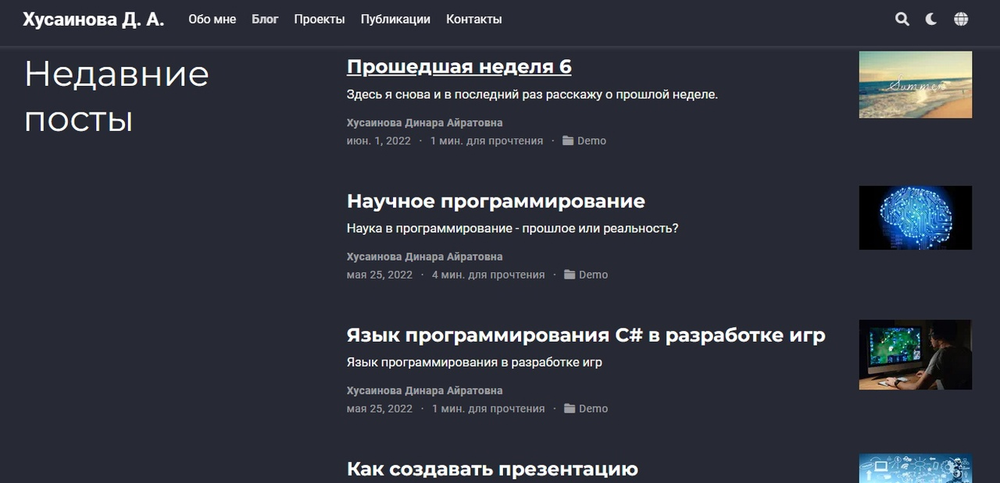 Хусаинова Д. А. Обо мне Блог Проекты Публикации Контакты
Недавние
посты
Прошедшая неделя 6
Здесь я снова и в последний раз расскажу о прошлой неделе.
Хусаинова Динара Айратовна
июн. 1, 2022 · 1 мин. для прочтения · Demo
Summer
Научное программирование
Наука в программирование - прошлое или реальность?
Хусаинова Динара Айратовна
мая 25, 2022 · 4 мин. для прочтения · Demo
Язык программирования C# в разработке игр
Язык программирования в разработке игр
Хусаинова Динара Айратовна
мая 25, 2022 · 1 мин. для прочтения · Demo
Как создавать презентацию